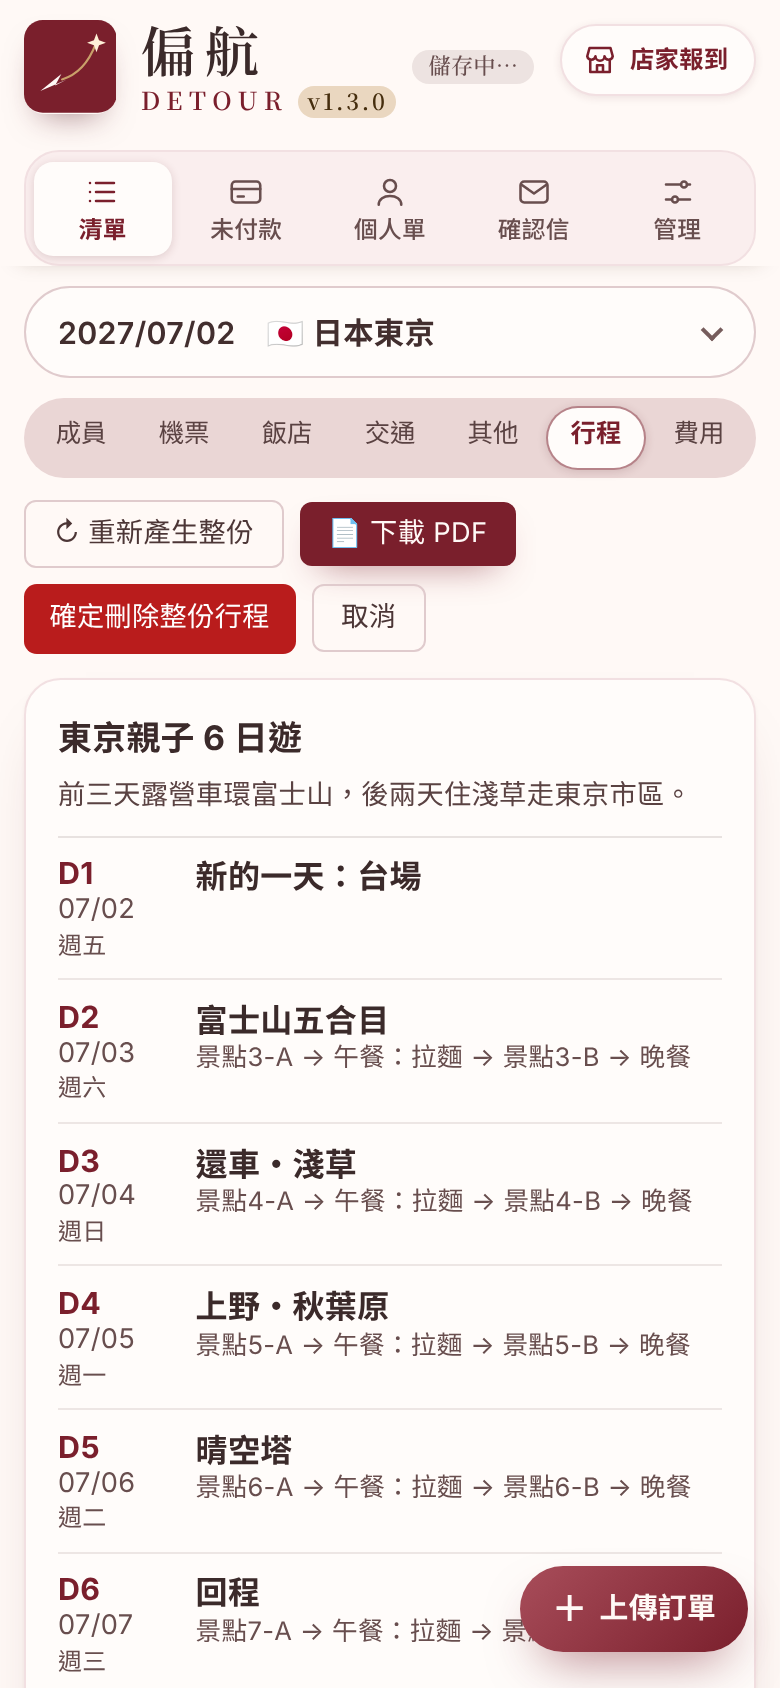 偏航
DETOUR v1.3.0
儲存中…
店家報到
清單
未付款
個人單
確認信
管理
2027/07/02 🇯🇵 日本東京
成員 機票 飯店 交通 其他 行程 費用
↻ 重新產生整份
📄 下載 PDF
確定刪除整份行程
取消
東京親子 6 日遊
前三天露營車環富士山，後兩天住淺草走東京市區。
D1
07/02
週五
新的一天：台場
D2
07/03
週六
富士山五合目
景點3-A → 午餐：拉麵 → 景點3-B → 晚餐
D3
07/04
週日
還車・淺草
景點4-A → 午餐：拉麵 → 景點4-B → 晚餐
D4
07/05
週一
上野・秋葉原
景點5-A → 午餐：拉麵 → 景點5-B → 晚餐
D5
07/06
週二
晴空塔
景點6-A → 午餐：拉麵 → 景點6-B → 晚餐
D6
07/07
週三
回程
景點7-A → 午餐：拉麵 → 景
＋ 上傳訂單